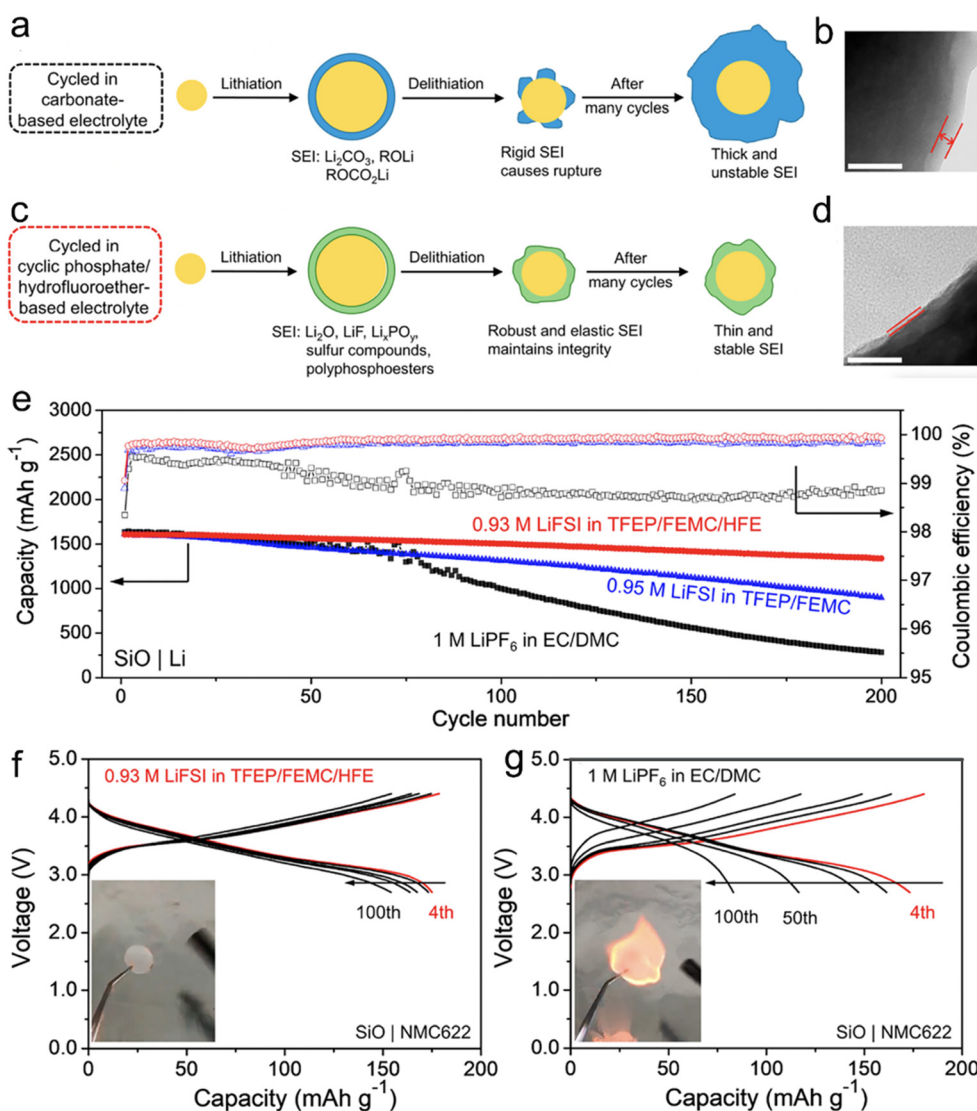 a
b
Cycled in
carbonate-
based electrolyte
Lithiation
Delithiation
After
many cycles
SEI: Li₂CO₃, ROLi
ROCO₂Li
Rigid SEI
causes rupture
Thick and
unstable SEI
c
d
Cycled in
cyclic phosphate/
hydrofluoroether-
based electrolyte
Lithiation
Delithiation
After
many cycles
SEI: Li₂O, LiF, LiₓPOᵧ,
sulfur compounds,
polyphosphoesters
Robust and elastic SEI
maintains integrity
Thin and
stable SEI
e
Capacity (mAh g⁻¹)
3000
2500
2000
1500
1000
500
0
100
99
98
97
96
95
Coulombic efficiency (%)
0.93 M LiFSI in TFEP/FEMC/HFE
0.95 M LiFSI in TFEP/FEMC
1 M LiPF₆ in EC/DMC
SiO | Li
0 50 100 150 200
Cycle number
f
Voltage (V)
5.0
4.0
3.0
2.0
1.0
0.0
0.93 M LiFSI in TFEP/FEMC/HFE
100th 4th
SiO | NMC622
0 50 100 150 200
Capacity (mAh g⁻¹)
g
Voltage (V)
5.0
4.0
3.0
2.0
1.0
0.0
1 M LiPF₆ in EC/DMC
100th 50th 4th
SiO | NMC622
0 50 100 150 200
Capacity (mAh g⁻¹)